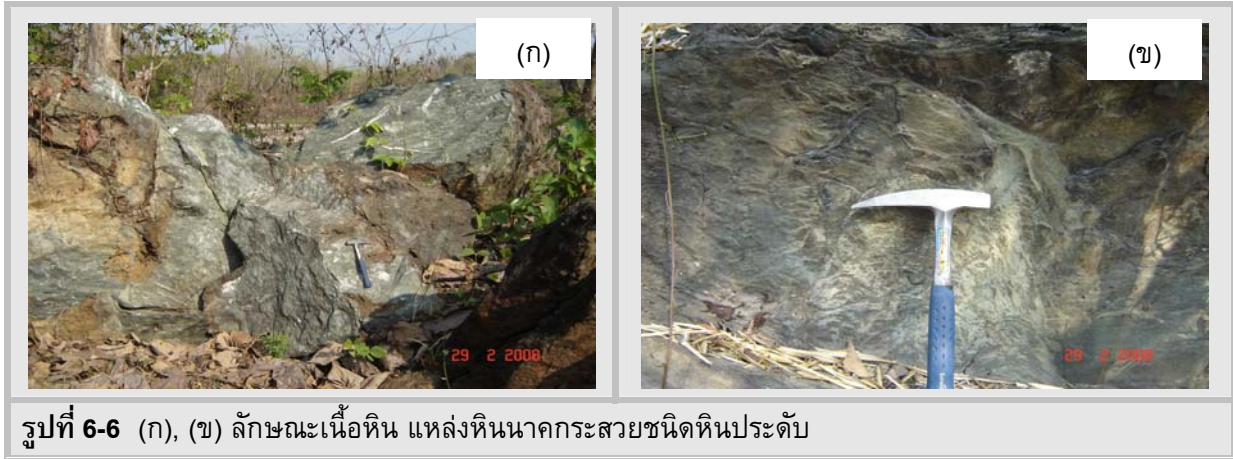 (ก)
(ข)
29 2 2008
29 2 2008
รูปที่ 6-6 (ก), (ข) ลักษณะเนื้อหิน แหล่งหินนาคกระสวยชนิดหินประดับ